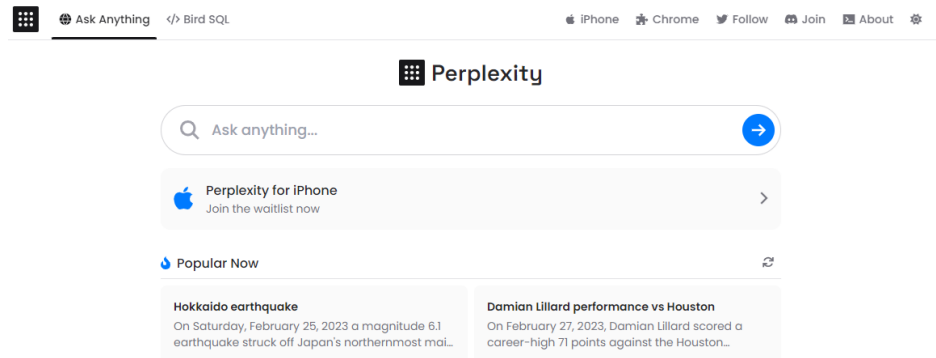 Ask Anything </> Bird SQL iPhone Chrome Follow Join About
Perplexity
Ask anything...
Perplexity for iPhone
Join the waitlist now
Popular Now
Hokkaido earthquake
On Saturday, February 25, 2023 a magnitude 6.1
earthquake struck off Japan's northernmost mai...
Damian Lillard performance vs Houston
On February 27, 2023, Damian Lillard scored a
career-high 71 points against the Houston...